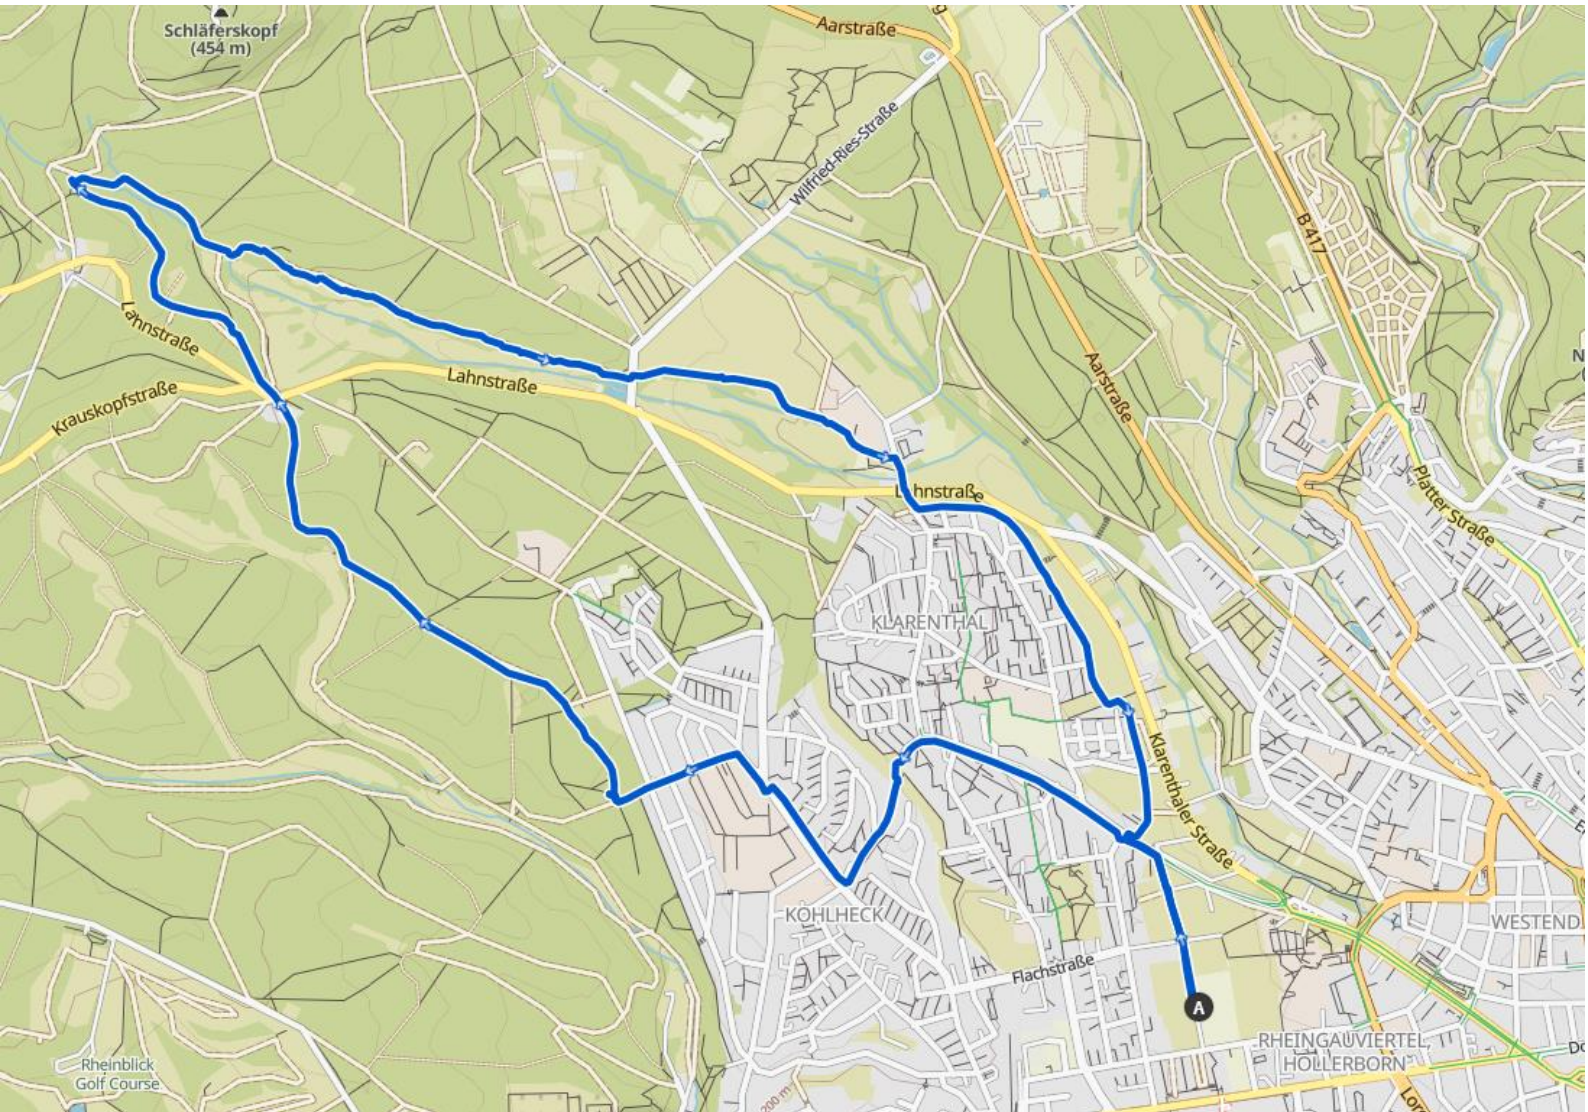 Schläferskopf
(454 m)
Aarstraße
Wilfried-Ries-Straße
B 417
Lahnstraße
Krauskopfstraße
Lahnstraße
Aarstraße
Platter Straße
KLARENTHAL
Klarenthaler Straße
KOHLHECK
WESTEND
Flachstraße
A
RHEINGAUVIERTEL,
HOLLERBORN
Rheinblick
Golf Course
200 m